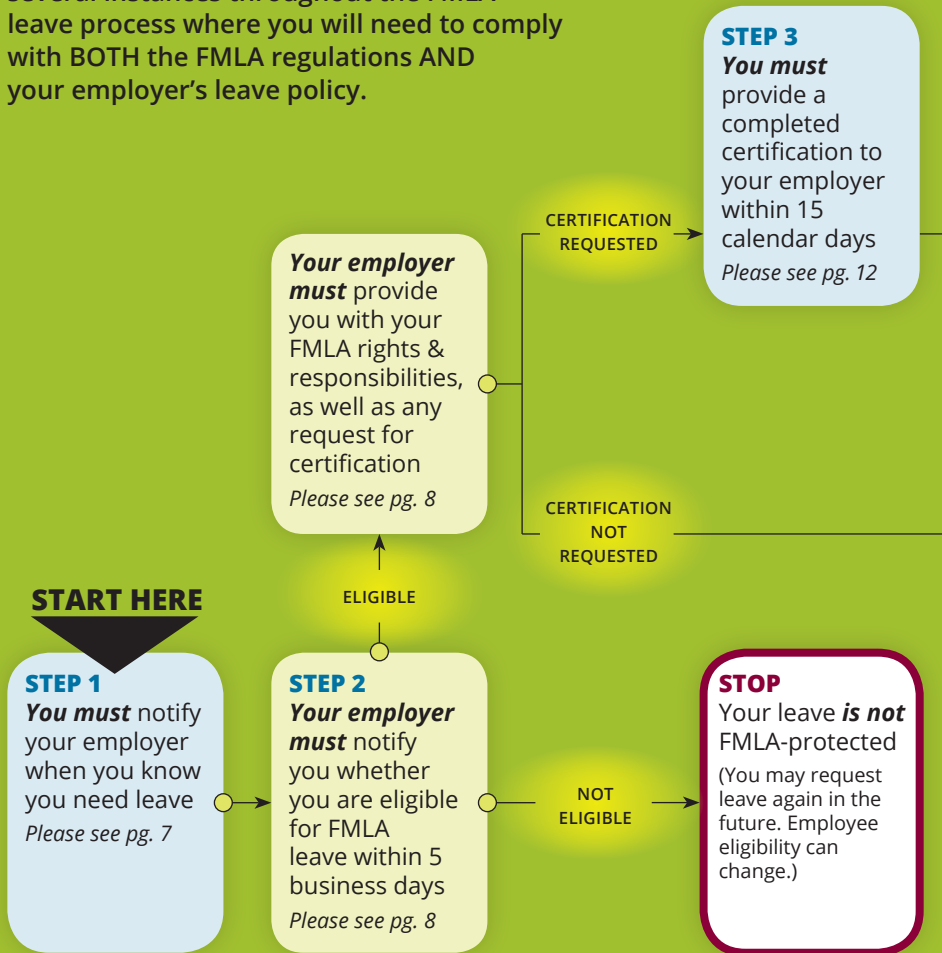 several instances throughout the FMLA
leave process where you will need to comply
with BOTH the FMLA regulations AND
your employer's leave policy.
START HERE
STEP 1
You must notify
your employer
when you know
you need leave
Please see pg. 7
STEP 2
Your employer
must notify
you whether
you are eligible
for FMLA
leave within 5
business days
Please see pg. 8
ELIGIBLE
Your employer
must provide
you with your
FMLA rights &
responsibilities,
as well as any
request for
certification
Please see pg. 8
CERTIFICATION
REQUESTED
STEP 3
You must
provide a
completed
certification to
your employer
within 15
calendar days
Please see pg. 12
CERTIFICATION
NOT
REQUESTED
NOT
ELIGIBLE
STOP
Your leave is not
FMLA-protected
(You may request
leave again in the
future. Employee
eligibility can
change.)